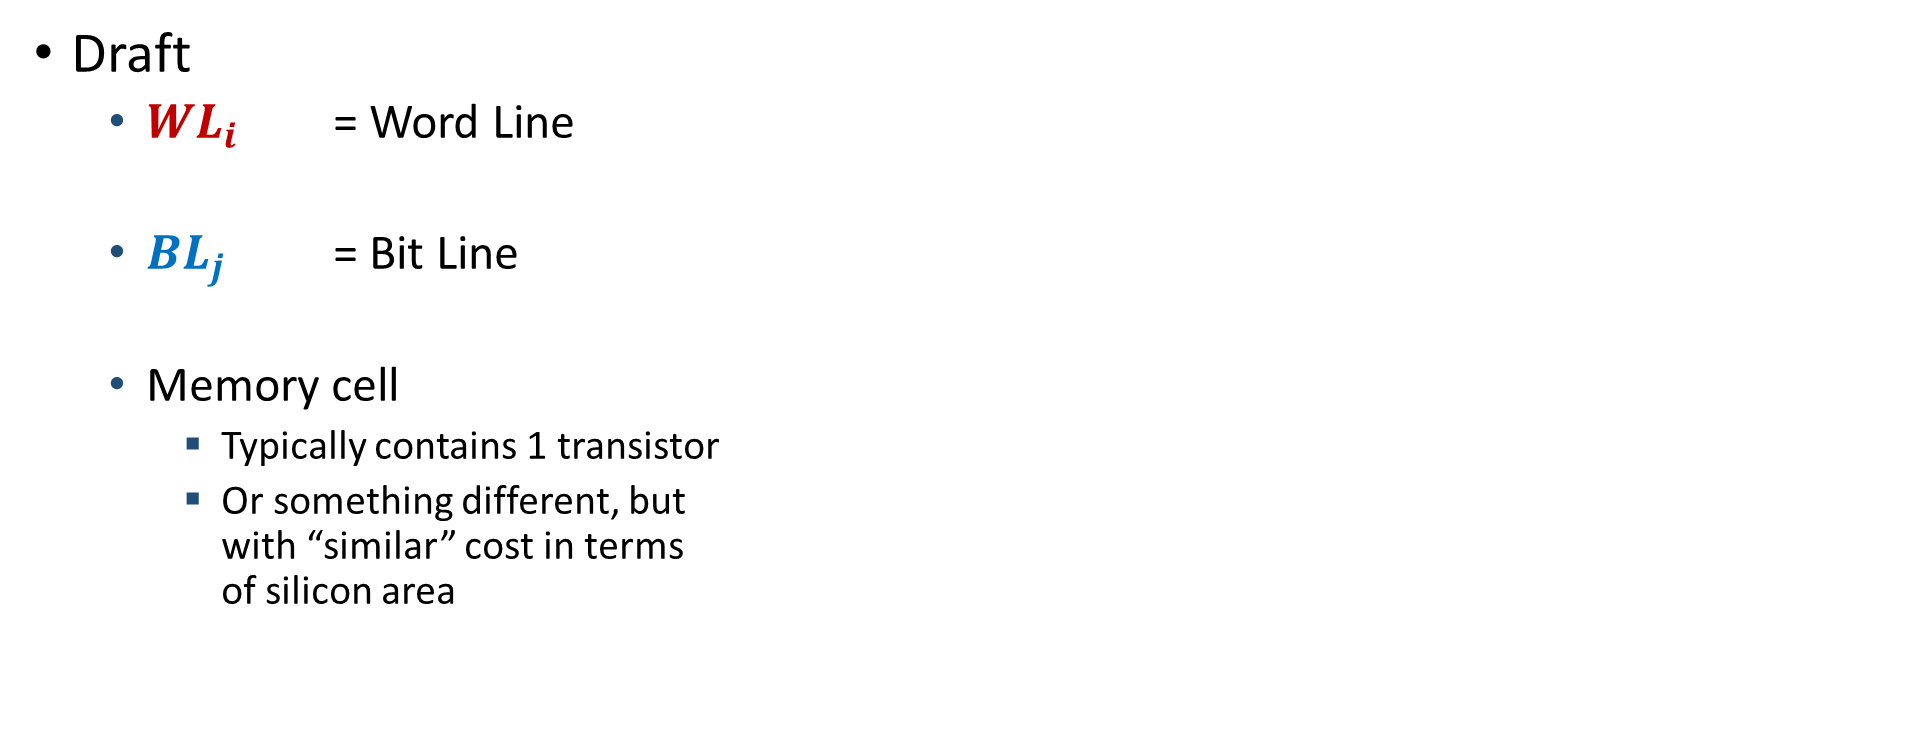 • Draft
• WLᵢ = Word Line
• BLⱼ = Bit Line
• Memory cell
▪ Typically contains 1 transistor
▪ Or something different, but
with “similar” cost in terms
of silicon area